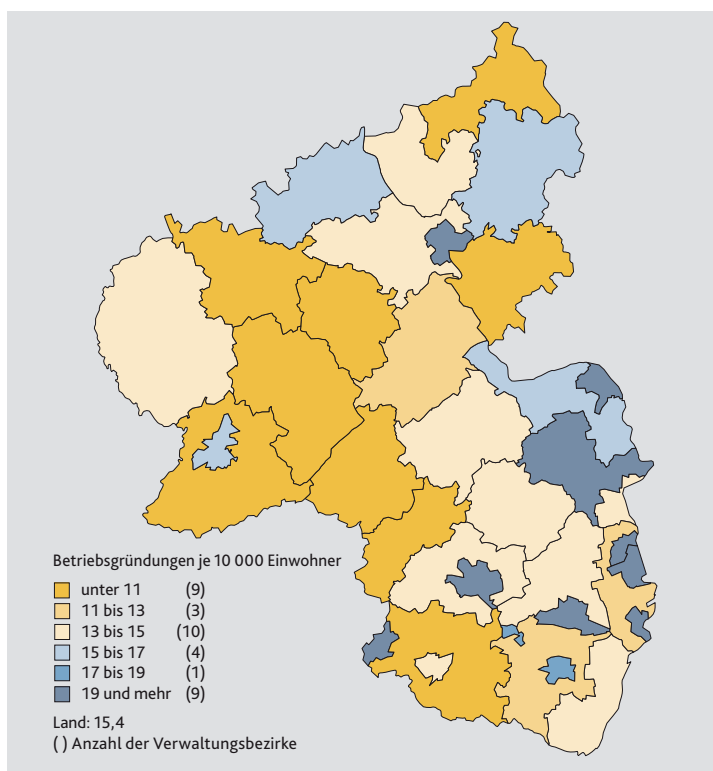 Betriebsgründungen je 10 000 Einwohner
unter 11 (9)
11 bis 13 (3)
13 bis 15 (10)
15 bis 17 (4)
17 bis 19 (1)
19 und mehr (9)
Land: 15,4
( ) Anzahl der Verwaltungsbezirke